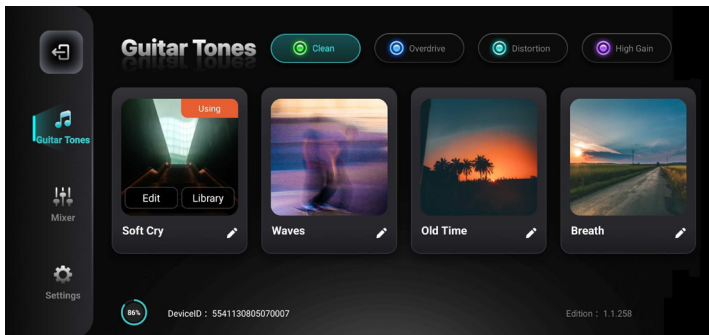 Guitar Tones
Clean
Overdrive
Distortion
High Gain
Guitar Tones
Mixer
Settings
Using
Edit
Library
Soft Cry
Waves
Old Time
Breath
86%
DeviceID : 5541130805070007
Edition : 1.1.258